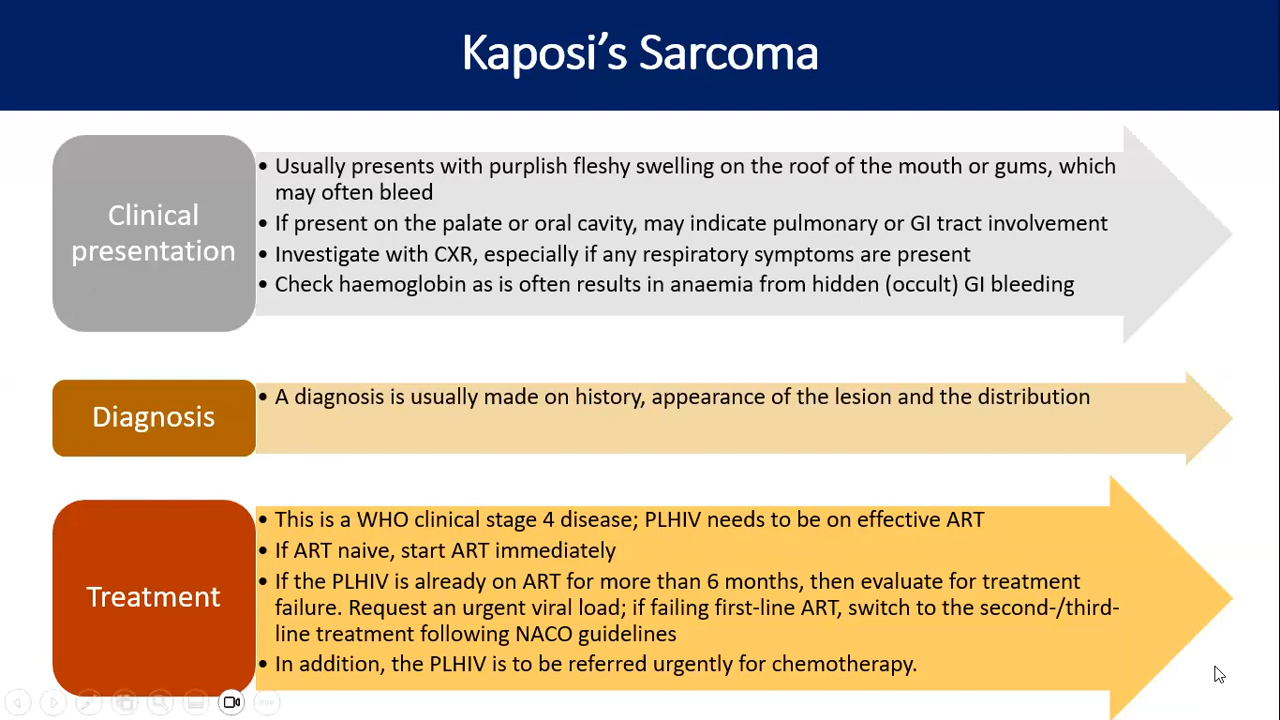 Kaposi’s Sarcoma
Clinical
presentation
• Usually presents with purplish fleshy swelling on the roof of the mouth or gums, which
may often bleed
• If present on the palate or oral cavity, may indicate pulmonary or GI tract involvement
• Investigate with CXR, especially if any respiratory symptoms are present
• Check haemoglobin as is often results in anaemia from hidden (occult) GI bleeding
Diagnosis
• A diagnosis is usually made on history, appearance of the lesion and the distribution
Treatment
• This is a WHO clinical stage 4 disease; PLHIV needs to be on effective ART
• If ART naive, start ART immediately
• If the PLHIV is already on ART for more than 6 months, then evaluate for treatment
failure. Request an urgent viral load; if failing first-line ART, switch to the second-/third-
line treatment following NACO guidelines
• In addition, the PLHIV is to be referred urgently for chemotherapy.